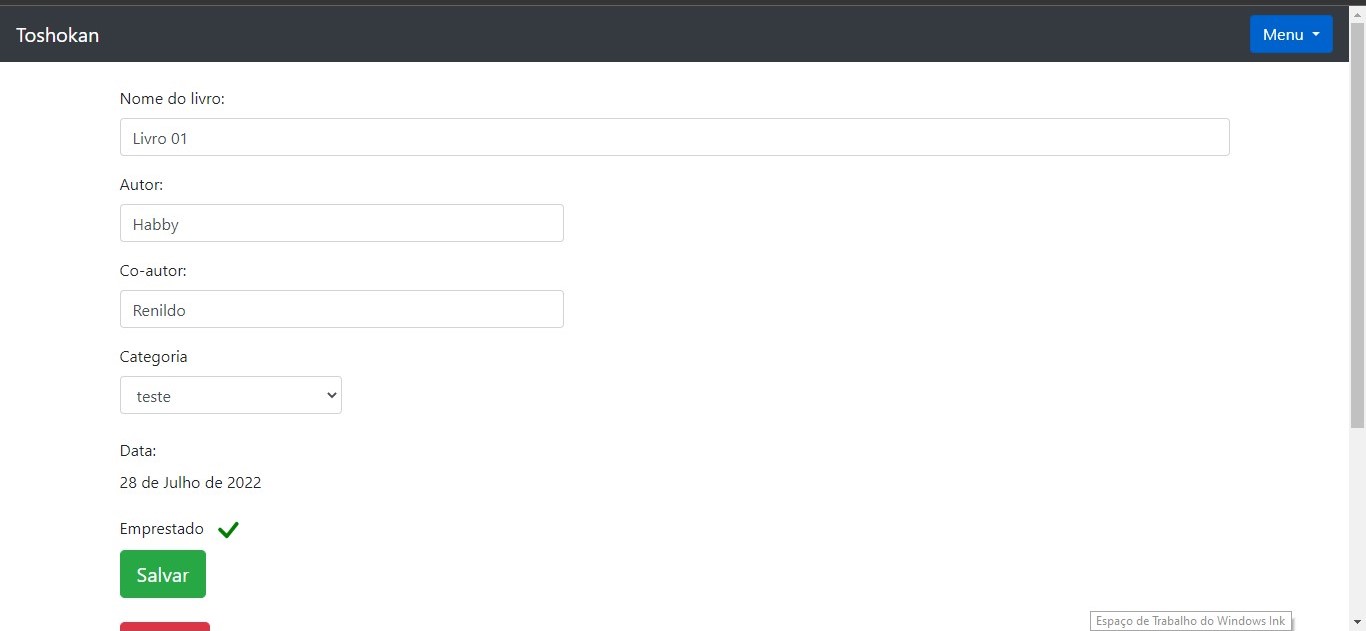 Toshokan
Menu
Nome do livro:
Livro 01
Autor:
Habby
Co-autor:
Renildo
Categoria
teste
Data:
28 de Julho de 2022
Emprestado
Salvar
Espaço de Trabalho do Windows Ink